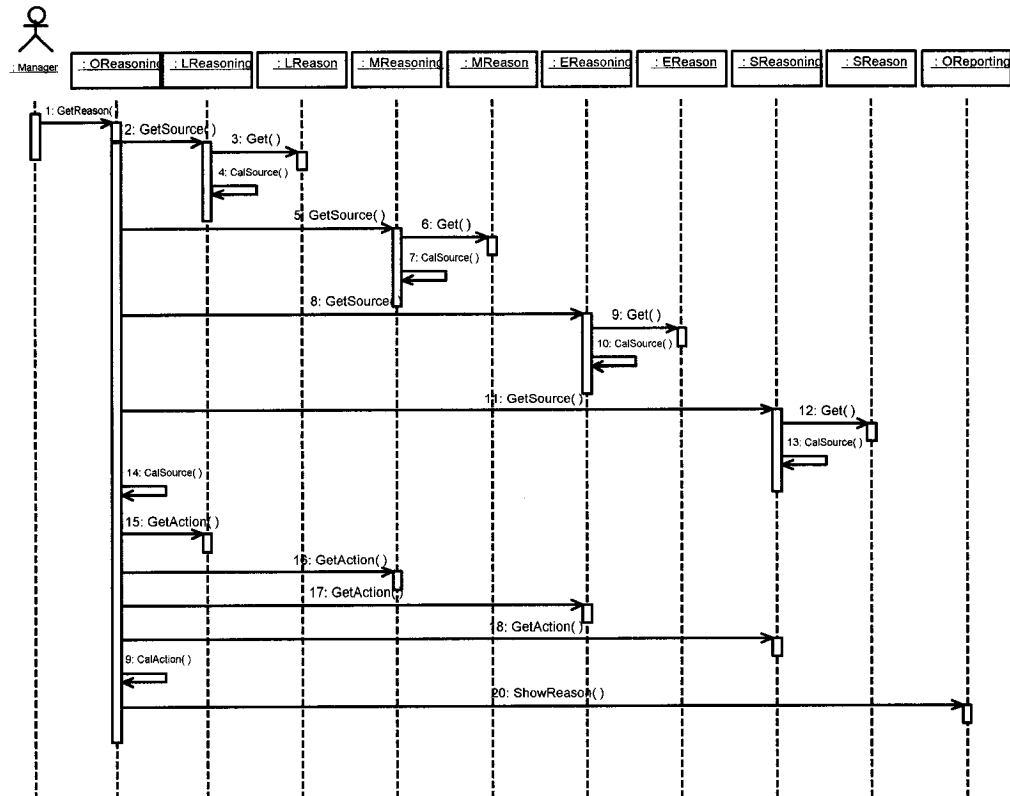 : Manager
: OReasoning
: LReasoning
: LReason
: MReasoning
: MReason
: EReasoning
: EReason
: SReasoning
: SReason
: OReporting
1: GetReason( )
2: GetSource( )
3: Get( )
4: CalSource( )
5: GetSource( )
6: Get( )
7: CalSource( )
8: GetSource( )
9: Get( )
10: CalSource( )
11: GetSource( )
12: Get( )
13: CalSource( )
14: CalSource( )
15: GetAction( )
16: GetAction( )
17: GetAction( )
18: GetAction( )
9: CalAction( )
20: ShowReason( )